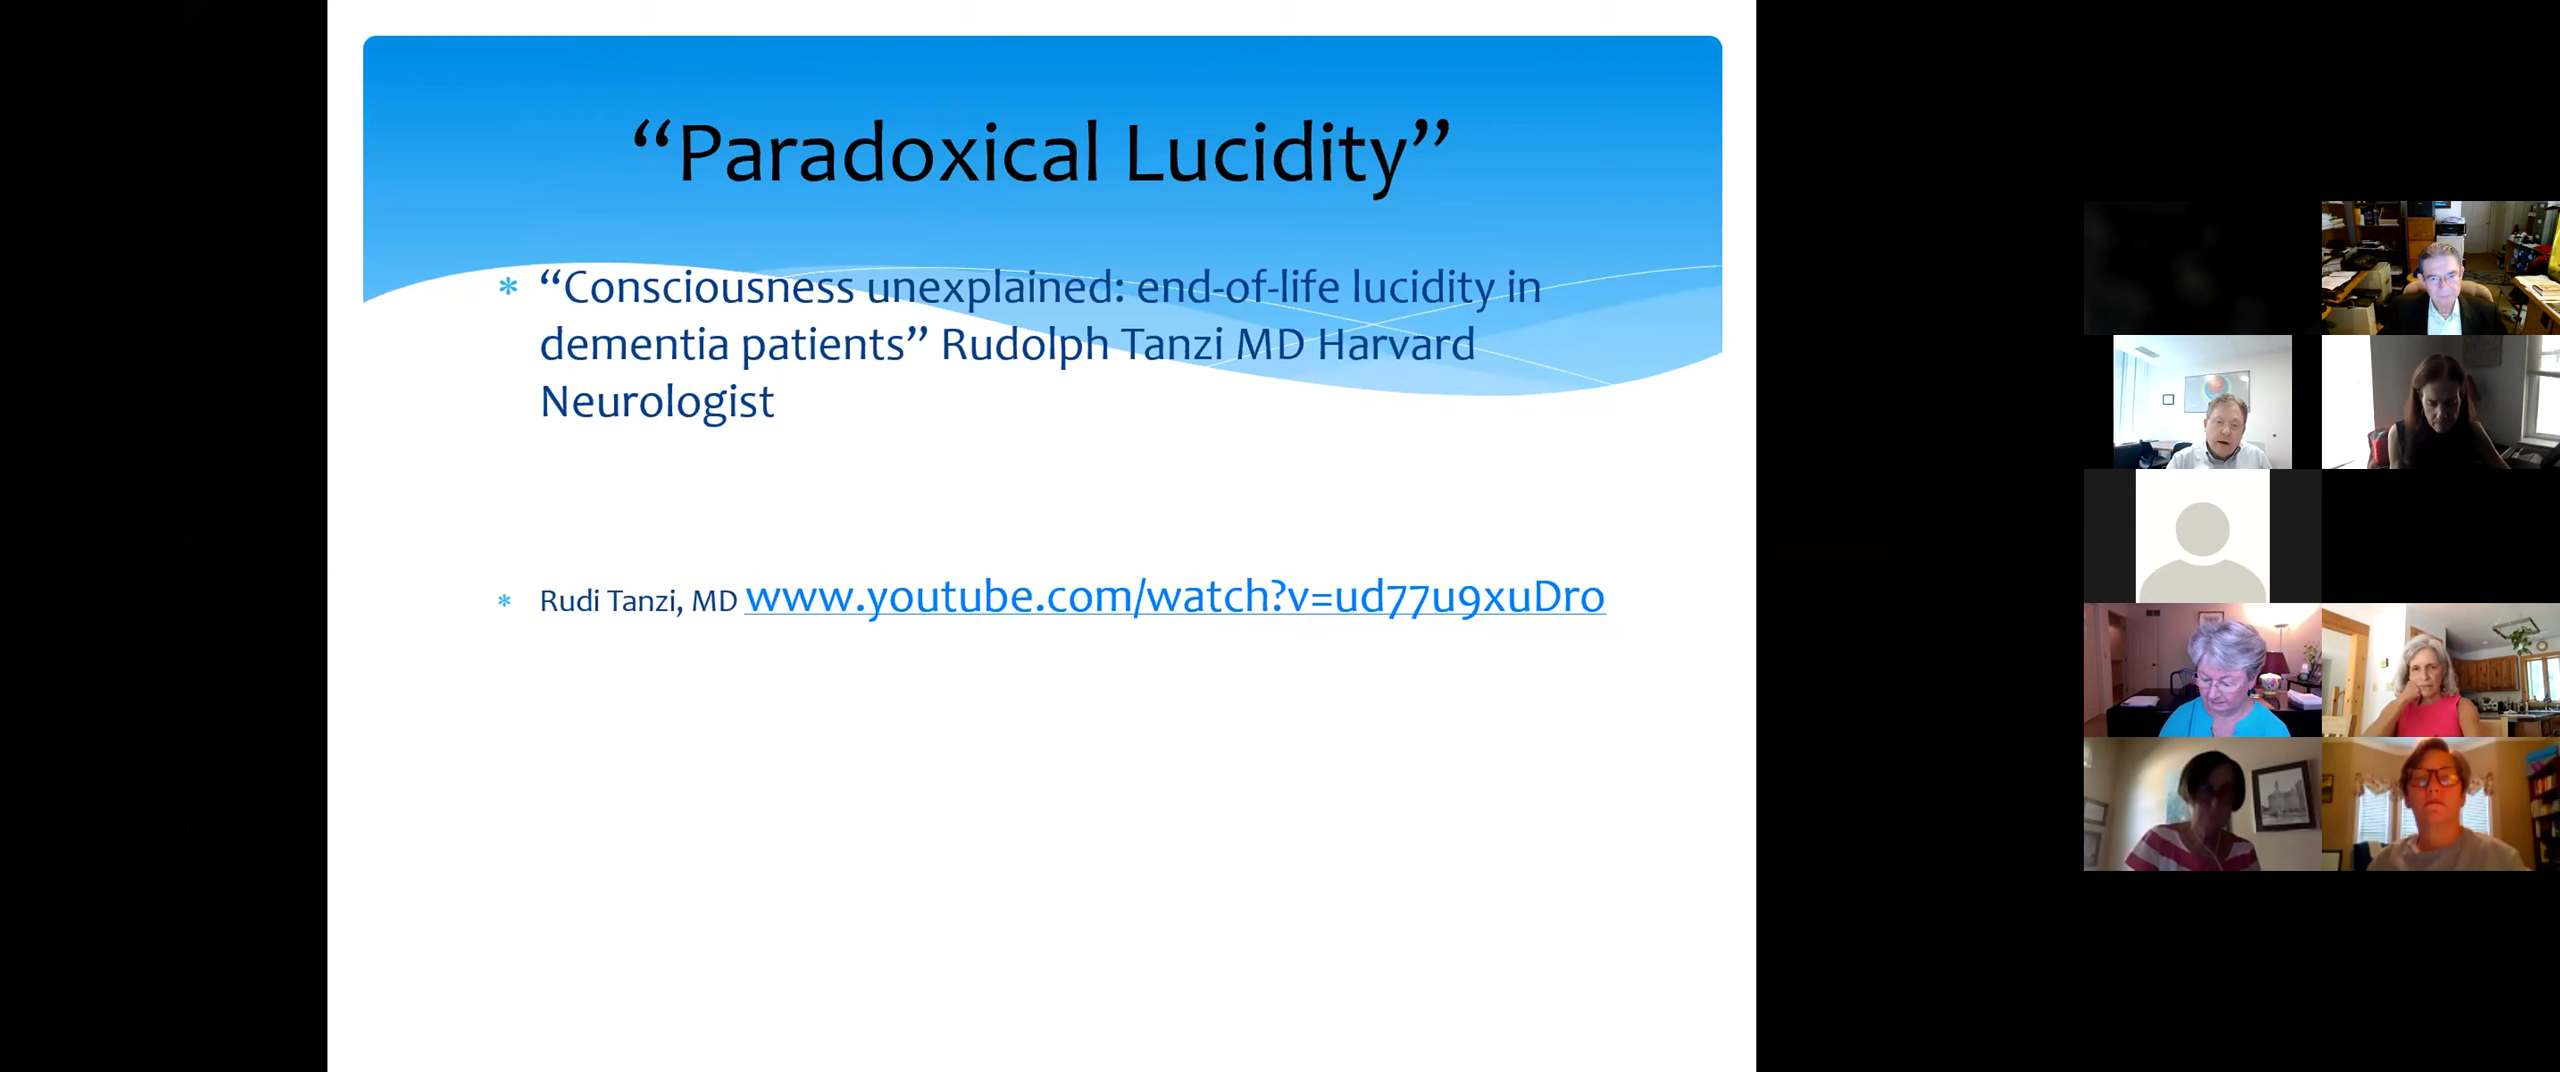 “Paradoxical Lucidity”
* “Consciousness unexplained: end-of-life lucidity in
dementia patients” Rudolph Tanzi MD Harvard
Neurologist
* Rudi Tanzi, MD www.youtube.com/watch?v=ud77u9xuDro